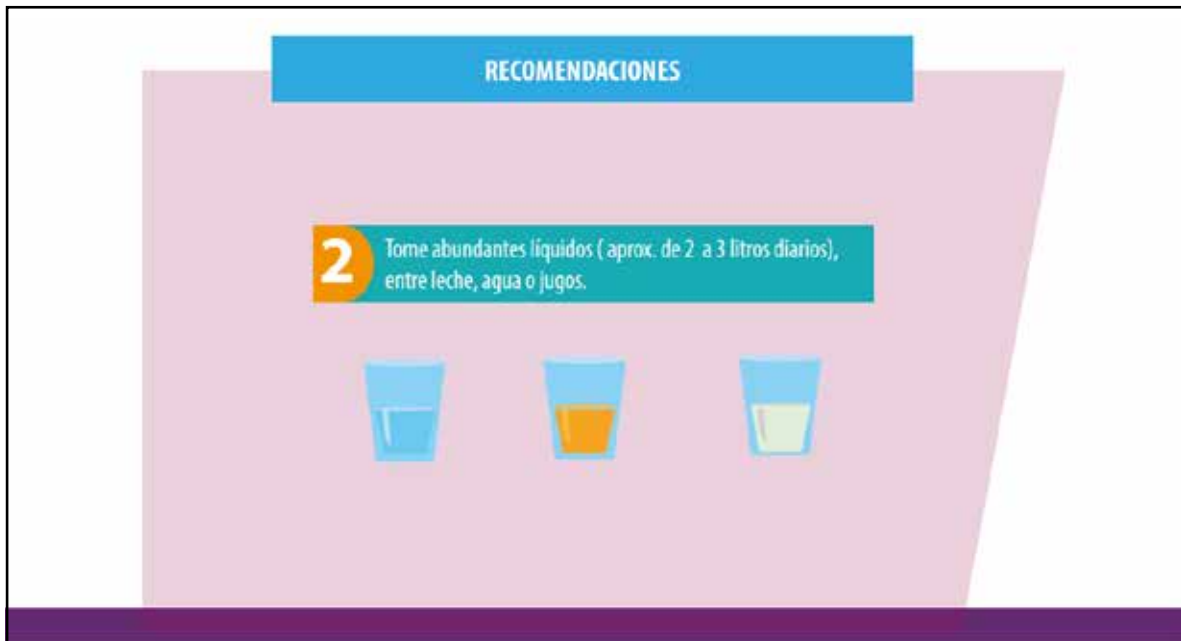 RECOMENDACIONES
2
Tome abundantes líquidos ( aprox. de 2 a 3 litros diarios),
entre leche, agua o jugos.